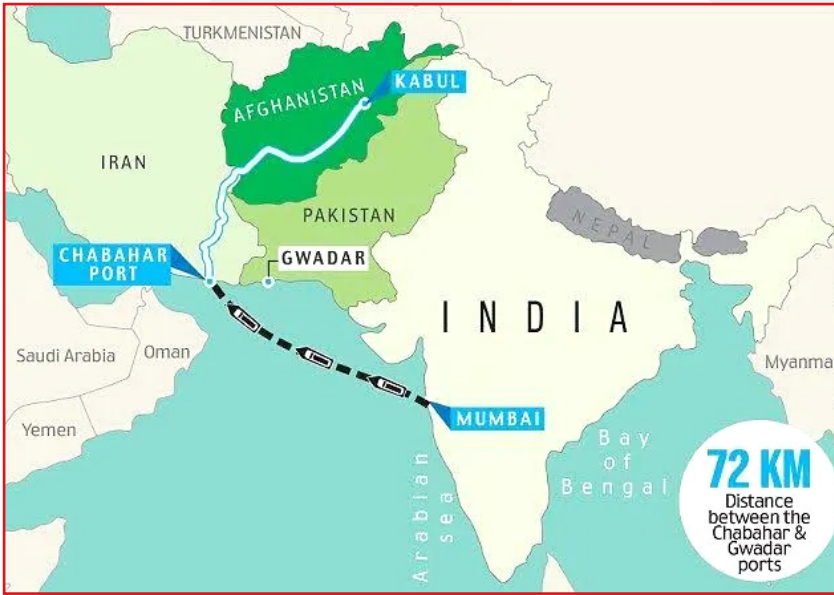 TURKMENISTAN
AFGHANISTAN
KABUL
IRAN
PAKISTAN
NEPAL
CHABAHAR
PORT
GWADAR
INDIA
Saudi Arabia
Oman
Myanma
Yemen
MUMBAI
Arabian
sea
Bay
of
Bengal
72 KM
Distance
between the
Chabahar &
Gwadar
ports